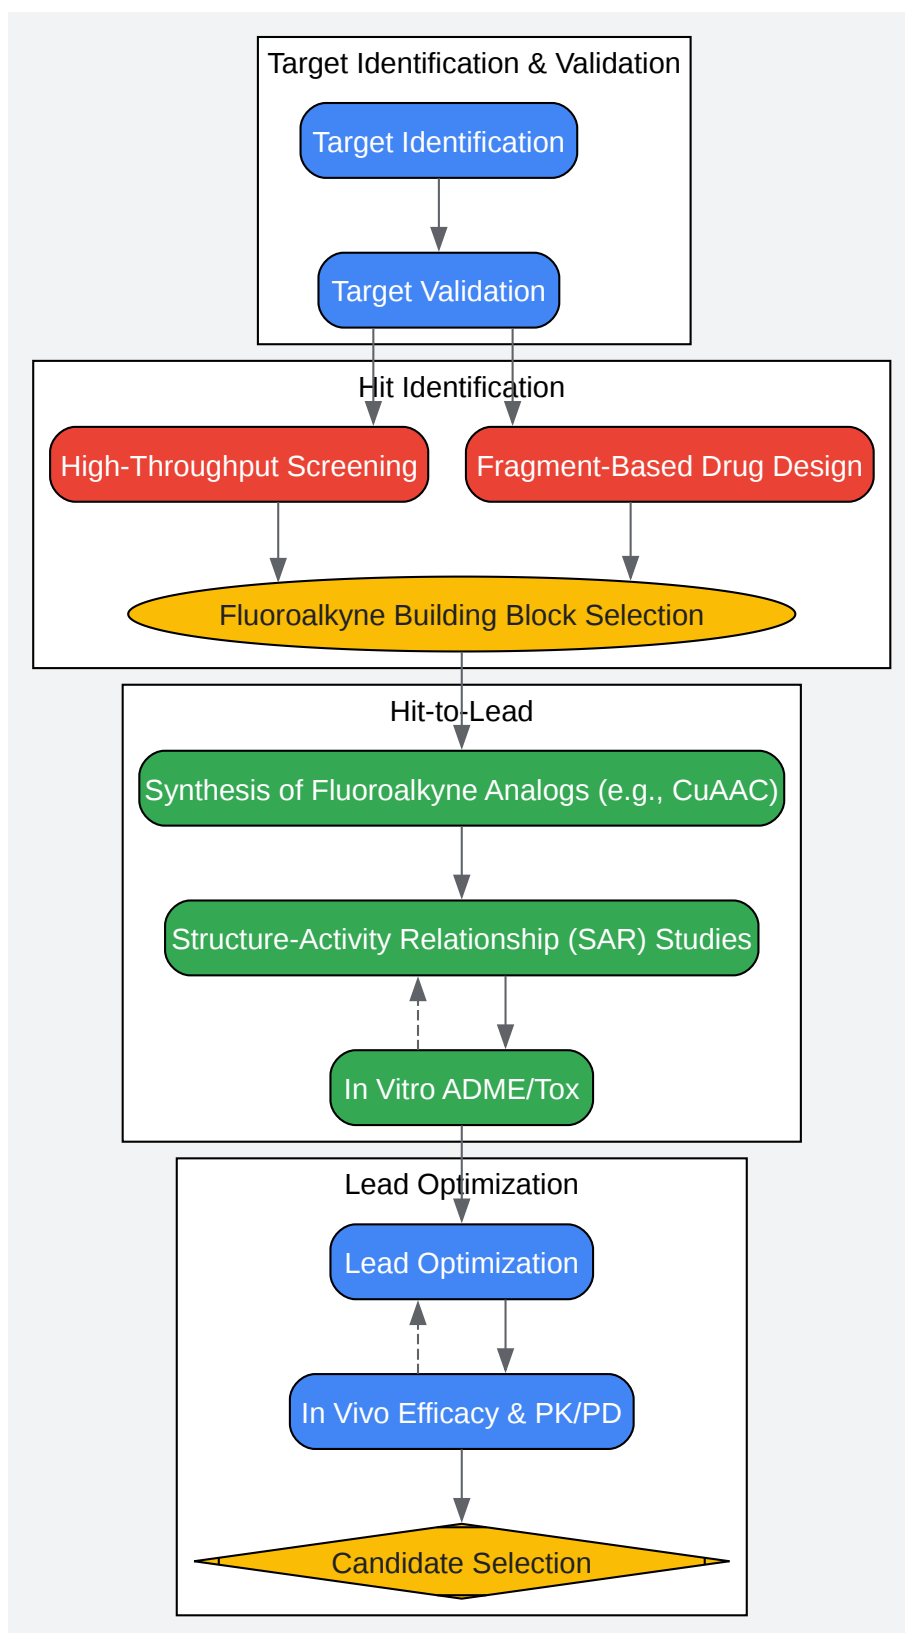 Target Identification & Validation
Target Identification
Target Validation
Hit Identification
High-Throughput Screening
Fragment-Based Drug Design
Fluoroalkyne Building Block Selection
Hit-to-Lead
Synthesis of Fluoroalkyne Analogs (e.g., CuAAC)
Structure-Activity Relationship (SAR) Studies
In Vitro ADME/Tox
Lead Optimization
Lead Optimization
In Vivo Efficacy & PK/PD
Candidate Selection